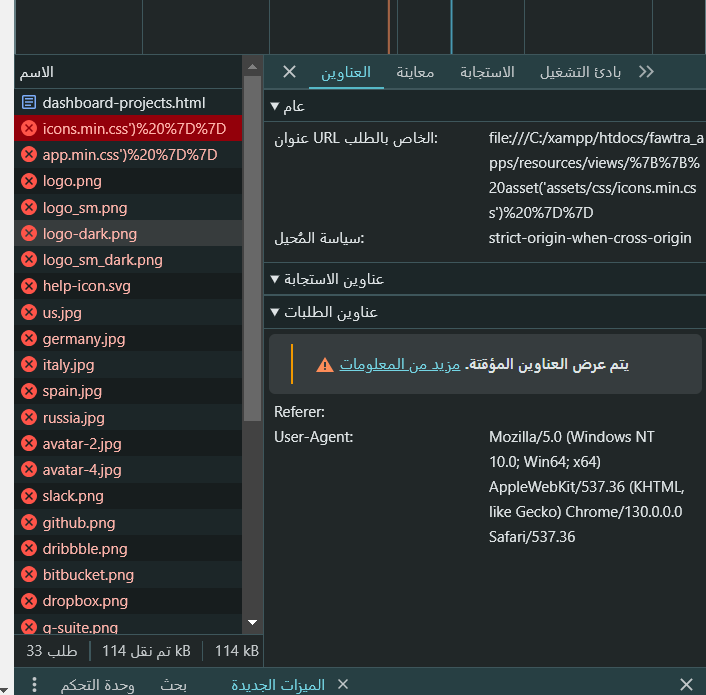 الاسم
العناوين
معاينة
الاستجابة
بادئ التشغيل
dashboard-projects.html
icons.min.css')%20%7D%7D
app.min.css')%20%7D%7D
logo.png
logo_sm.png
logo-dark.png
logo_sm_dark.png
help-icon.svg
us.jpg
germany.jpg
italy.jpg
spain.jpg
russia.jpg
avatar-2.jpg
avatar-4.jpg
slack.png
github.png
dribbble.png
bitbucket.png
dropbox.png
g-suite.png
33 طلب
114 تم نقل kB
114 kB
عام
عنوان URL الخاص بالطلب:
file:///C:/xampp/htdocs/fawtra_a
pps/resources/views/%7B%7B%
20asset('assets/css/icons.min.cs
s')%20%7D%7D
سياسة المُحيل:
strict-origin-when-cross-origin
عناوين الاستجابة
عناوين الطلبات
يتم عرض العناوين المؤقتة. مزيد من المعلومات
Referer:
User-Agent:
Mozilla/5.0 (Windows NT
10.0; Win64; x64)
AppleWebKit/537.36 (KHTML,
like Gecko) Chrome/130.0.0.0
Safari/537.36
وحدة التحكم
بحث
الميزات الجديدة